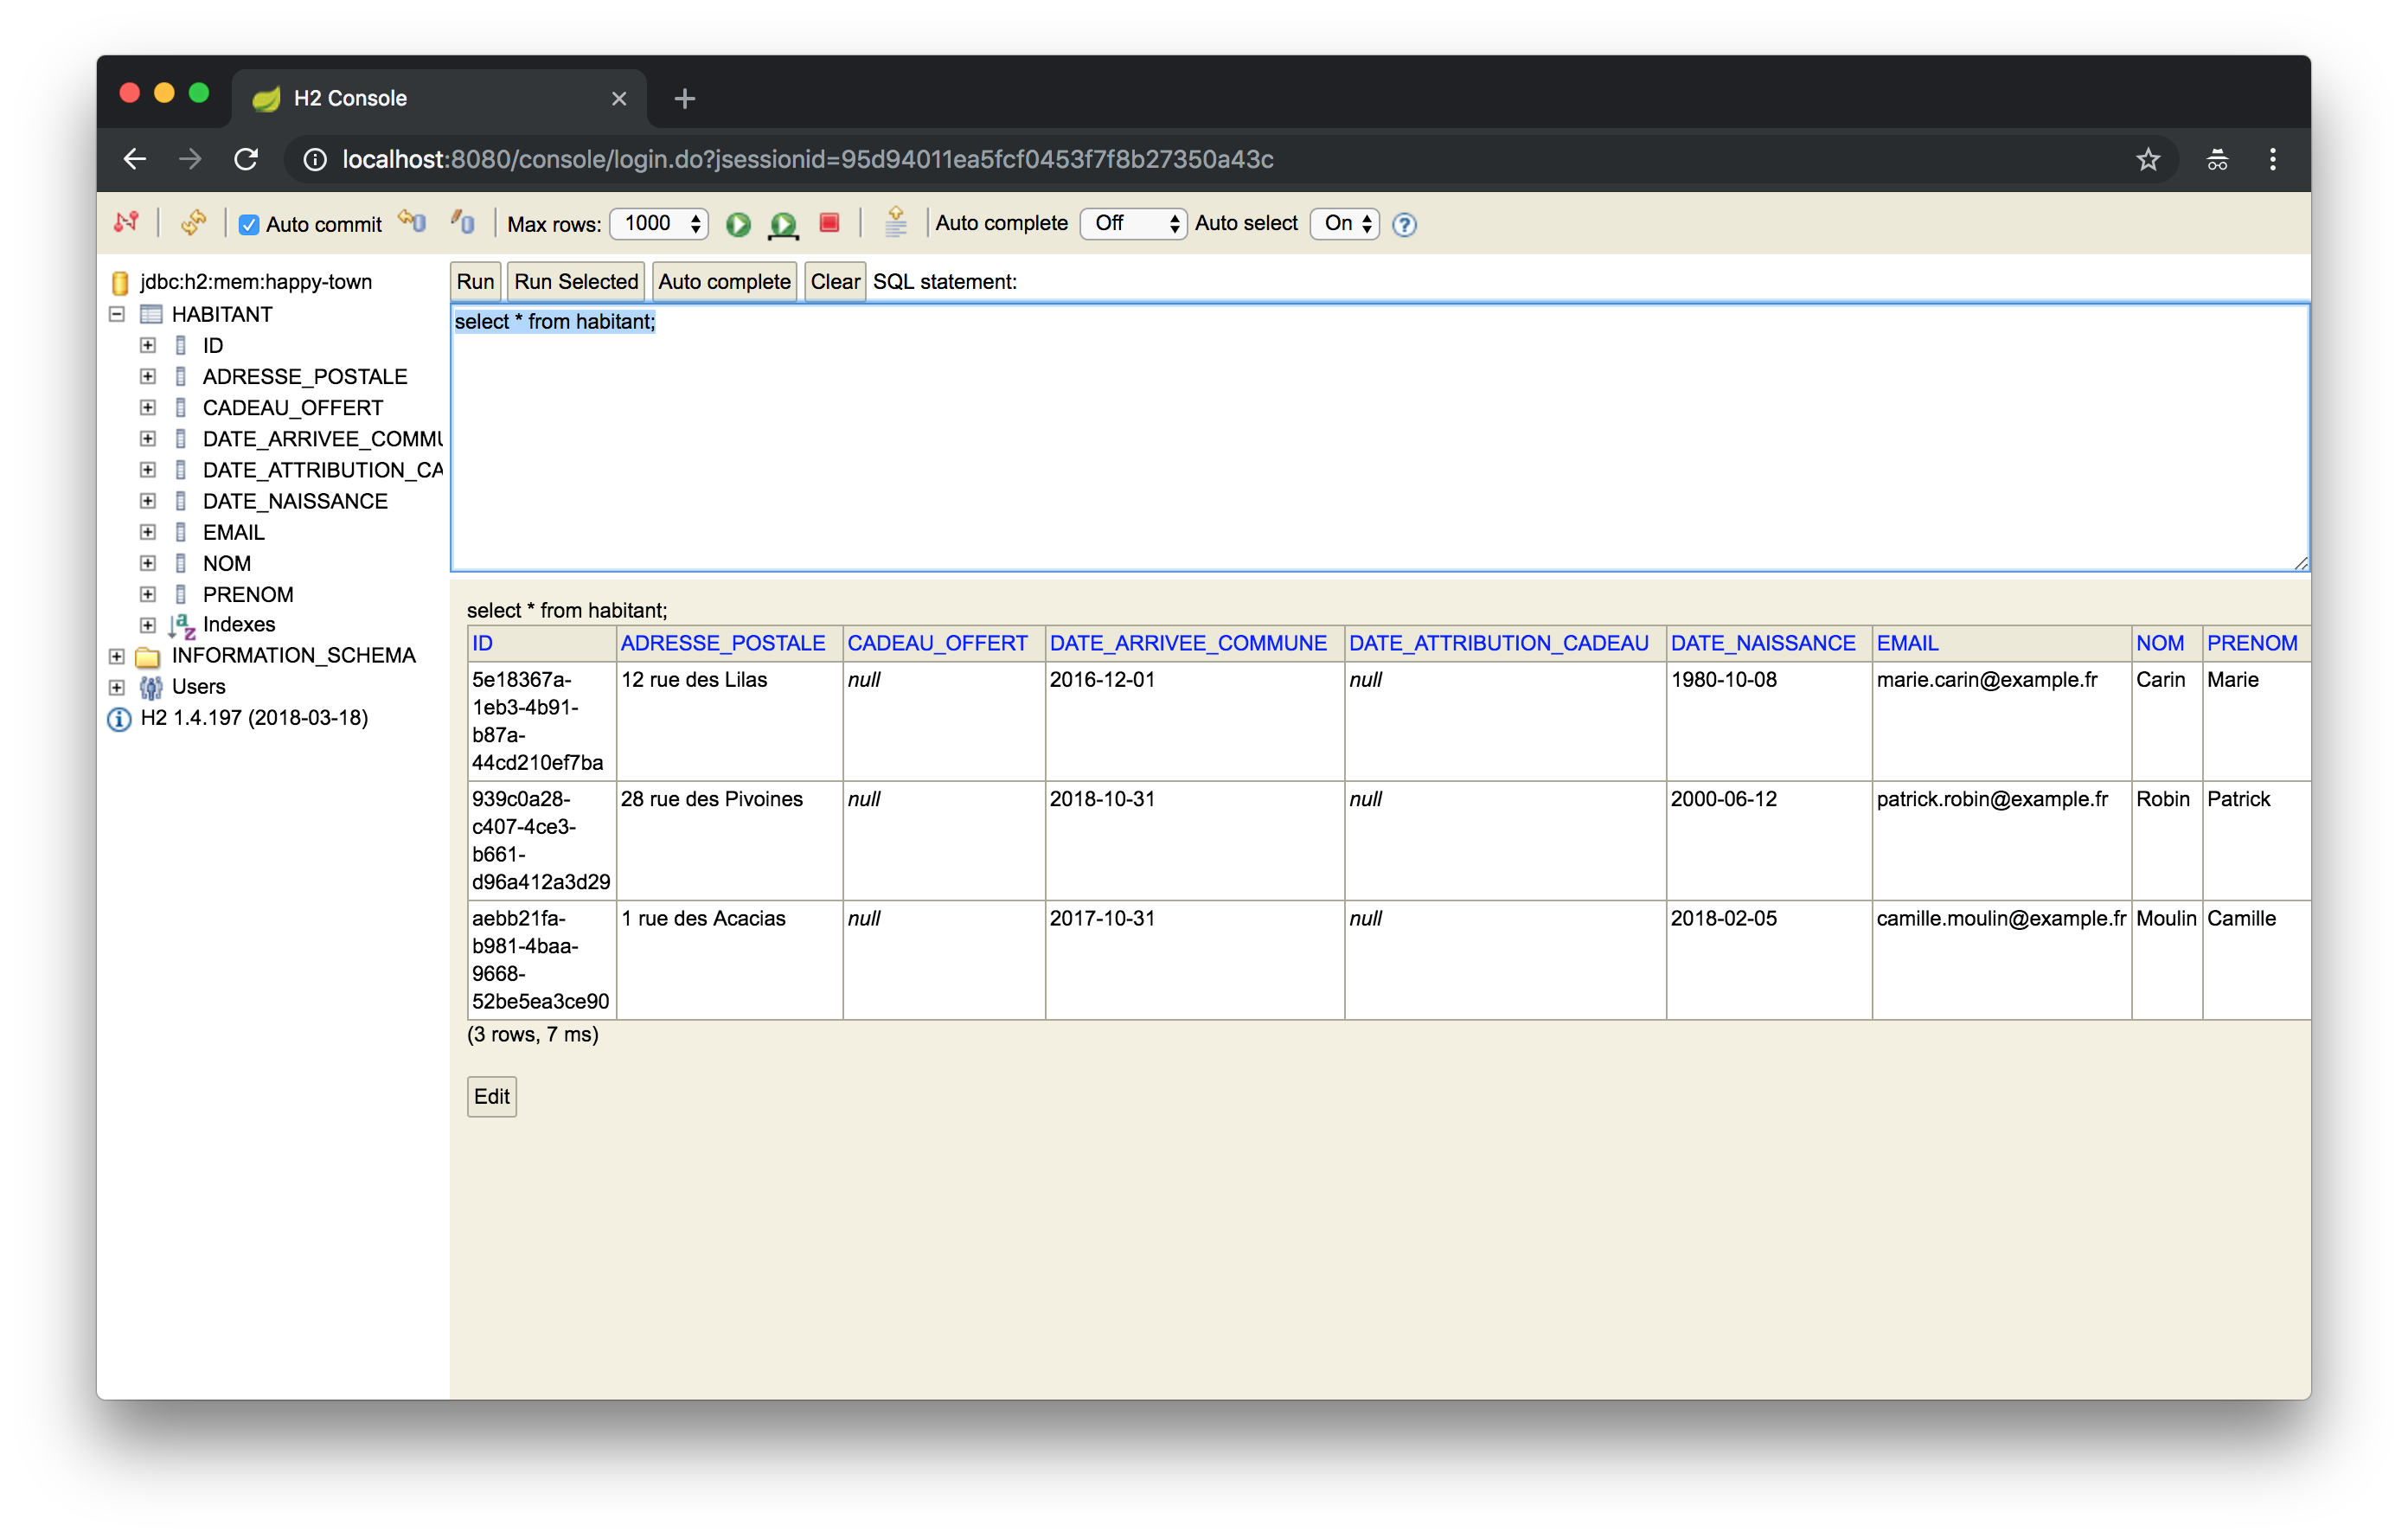 H2 Console
localhost:8080/console/login.do?jsessionid=95d94011ea5fcf0453f7f8b27350a43c
Auto commit Max rows: 1000 Auto complete Off Auto select On
jdbc:h2:mem:happy-town
HABITANT
ID
ADRESSE_POSTALE
CADEAU_OFFERT
DATE_ARRIVEE_COMMU
DATE_ATTRIBUTION_CA
DATE_NAISSANCE
EMAIL
NOM
PRENOM
Indexes
INFORMATION_SCHEMA
Users
H2 1.4.197 (2018-03-18)
Run Run Selected Auto complete Clear SQL statement:
select * from habitant;
select * from habitant;
ID ADRESSE_POSTALE CADEAU_OFFERT DATE_ARRIVEE_COMMUNE DATE_ATTRIBUTION_CADEAU DATE_NAISSANCE EMAIL NOM PRENOM
5e18367a- 12 rue des Lilas null 2016-12-01 null 1980-10-08 marie.carin@example.fr Carin Marie
1eb3-4b91-
b87a-
44cd210ef7ba
939c0a28- 28 rue des Pivoines null 2018-10-31 null 2000-06-12 patrick.robin@example.fr Robin Patrick
c407-4ce3-
b661-
d96a412a3d29
aebb21fa- 1 rue des Acacias null 2017-10-31 null 2018-02-05 camille.moulin@example.fr Moulin Camille
b981-4baa-
9668-
52be5ea3ce90
(3 rows, 7 ms)
Edit